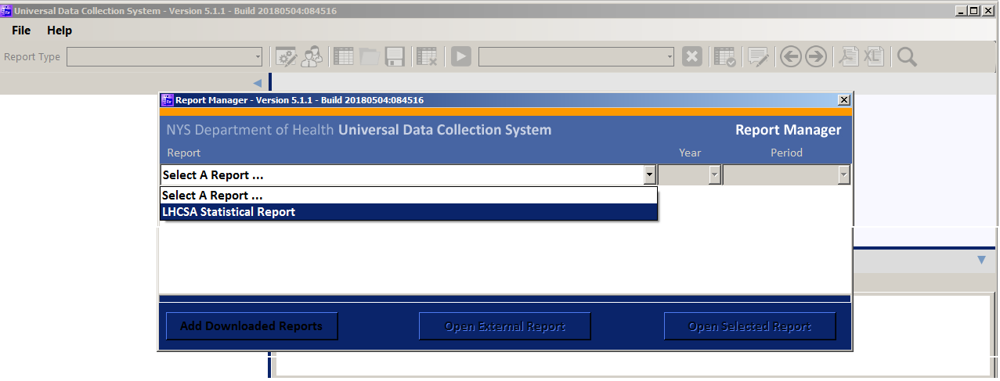 Universal Data Collection System - Version 5.1.1 - Build 20180504:084516
File Help
Report Type
Report Manager - Version 5.1.1 - Build 20180504:084516
NYS Department of Health Universal Data Collection System Report Manager
Report Year Period
Select A Report ...
Select A Report ...
LHCSA Statistical Report
Add Downloaded Reports Open External Report Open Selected Report